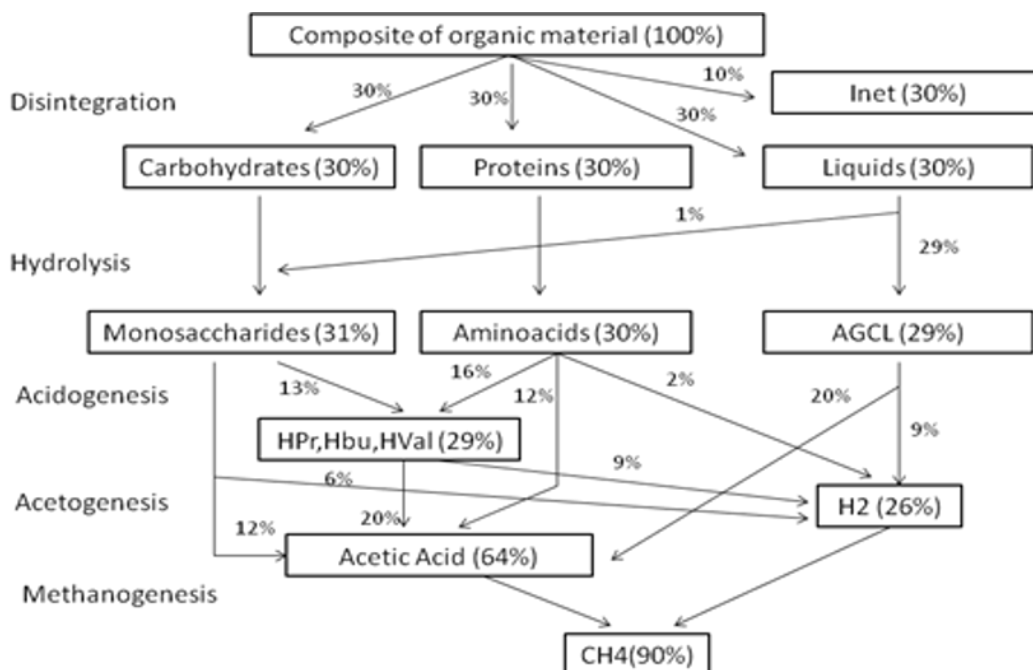 Composite of organic material (100%)
10%
Disintegration
30%
30%
30%
Inet (30%)
Carbohydrates (30%)
Proteins (30%)
Liquids (30%)
1%
Hydrolysis
29%
Monosaccharides (31%)
Aminoacids (30%)
AGCL (29%)
Acidogenesis
13%
16%
12%
2%
20%
9%
HPr,Hbu,HVal (29%)
Acetogenesis
6%
9%
H2 (26%)
12%
20%
Acetic Acid (64%)
Methanogenesis
CH4(90%)